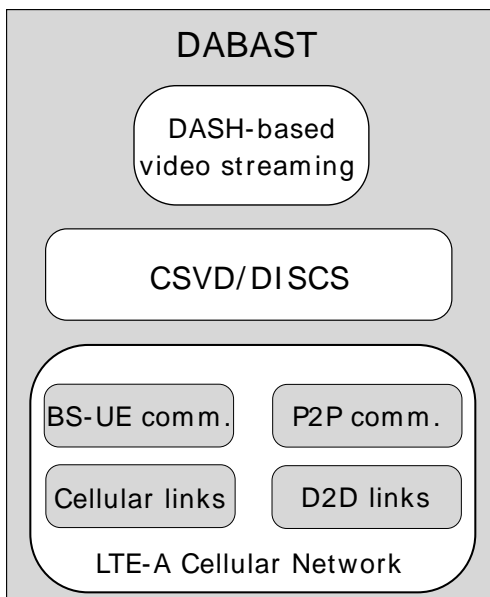 DABAST
DASH-based
video streaming
CSVD/DISCS
BS-UE comm.
P2P comm.
Cellular links
D2D links
LTE-A Cellular Network